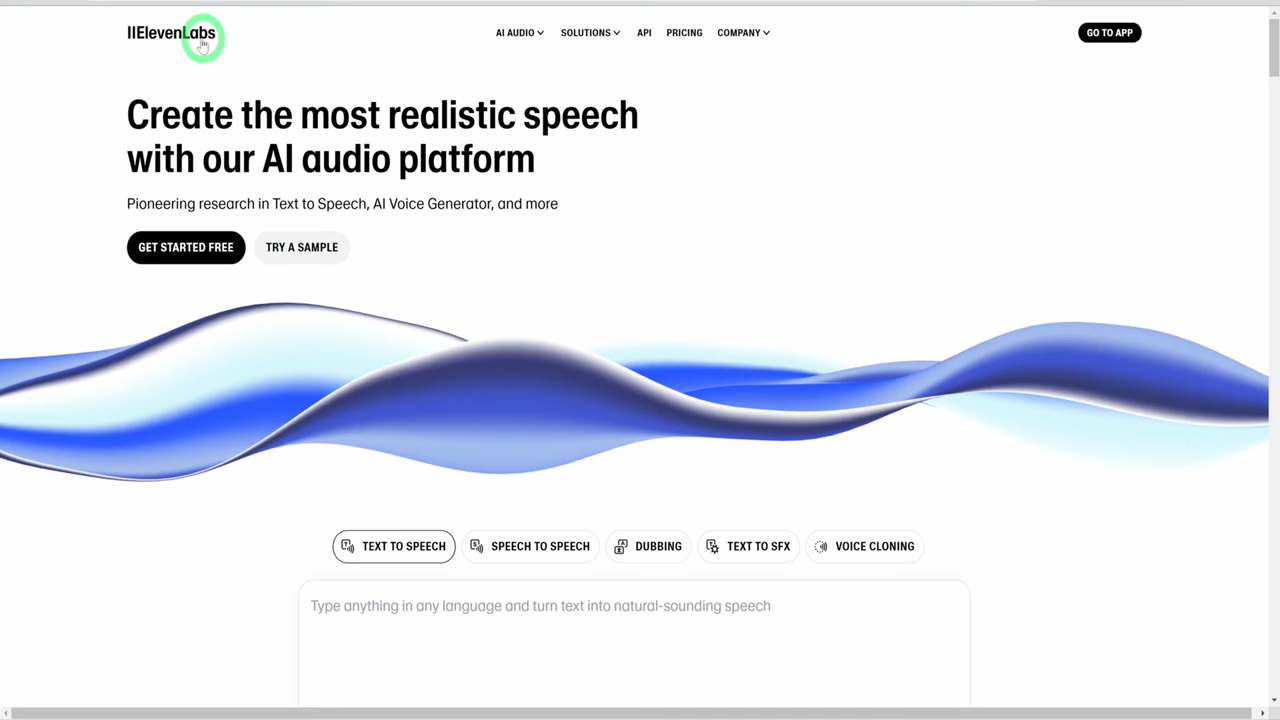 IIElevenLabs
AI AUDIO
SOLUTIONS
API
PRICING
COMPANY
GO TO APP
Create the most realistic speech
with our AI audio platform
Pioneering research in Text to Speech, AI Voice Generator, and more
GET STARTED FREE
TRY A SAMPLE
TEXT TO SPEECH
SPEECH TO SPEECH
DUBBING
TEXT TO SFX
VOICE CLONING
Type anything in any language and turn text into natural-sounding speech